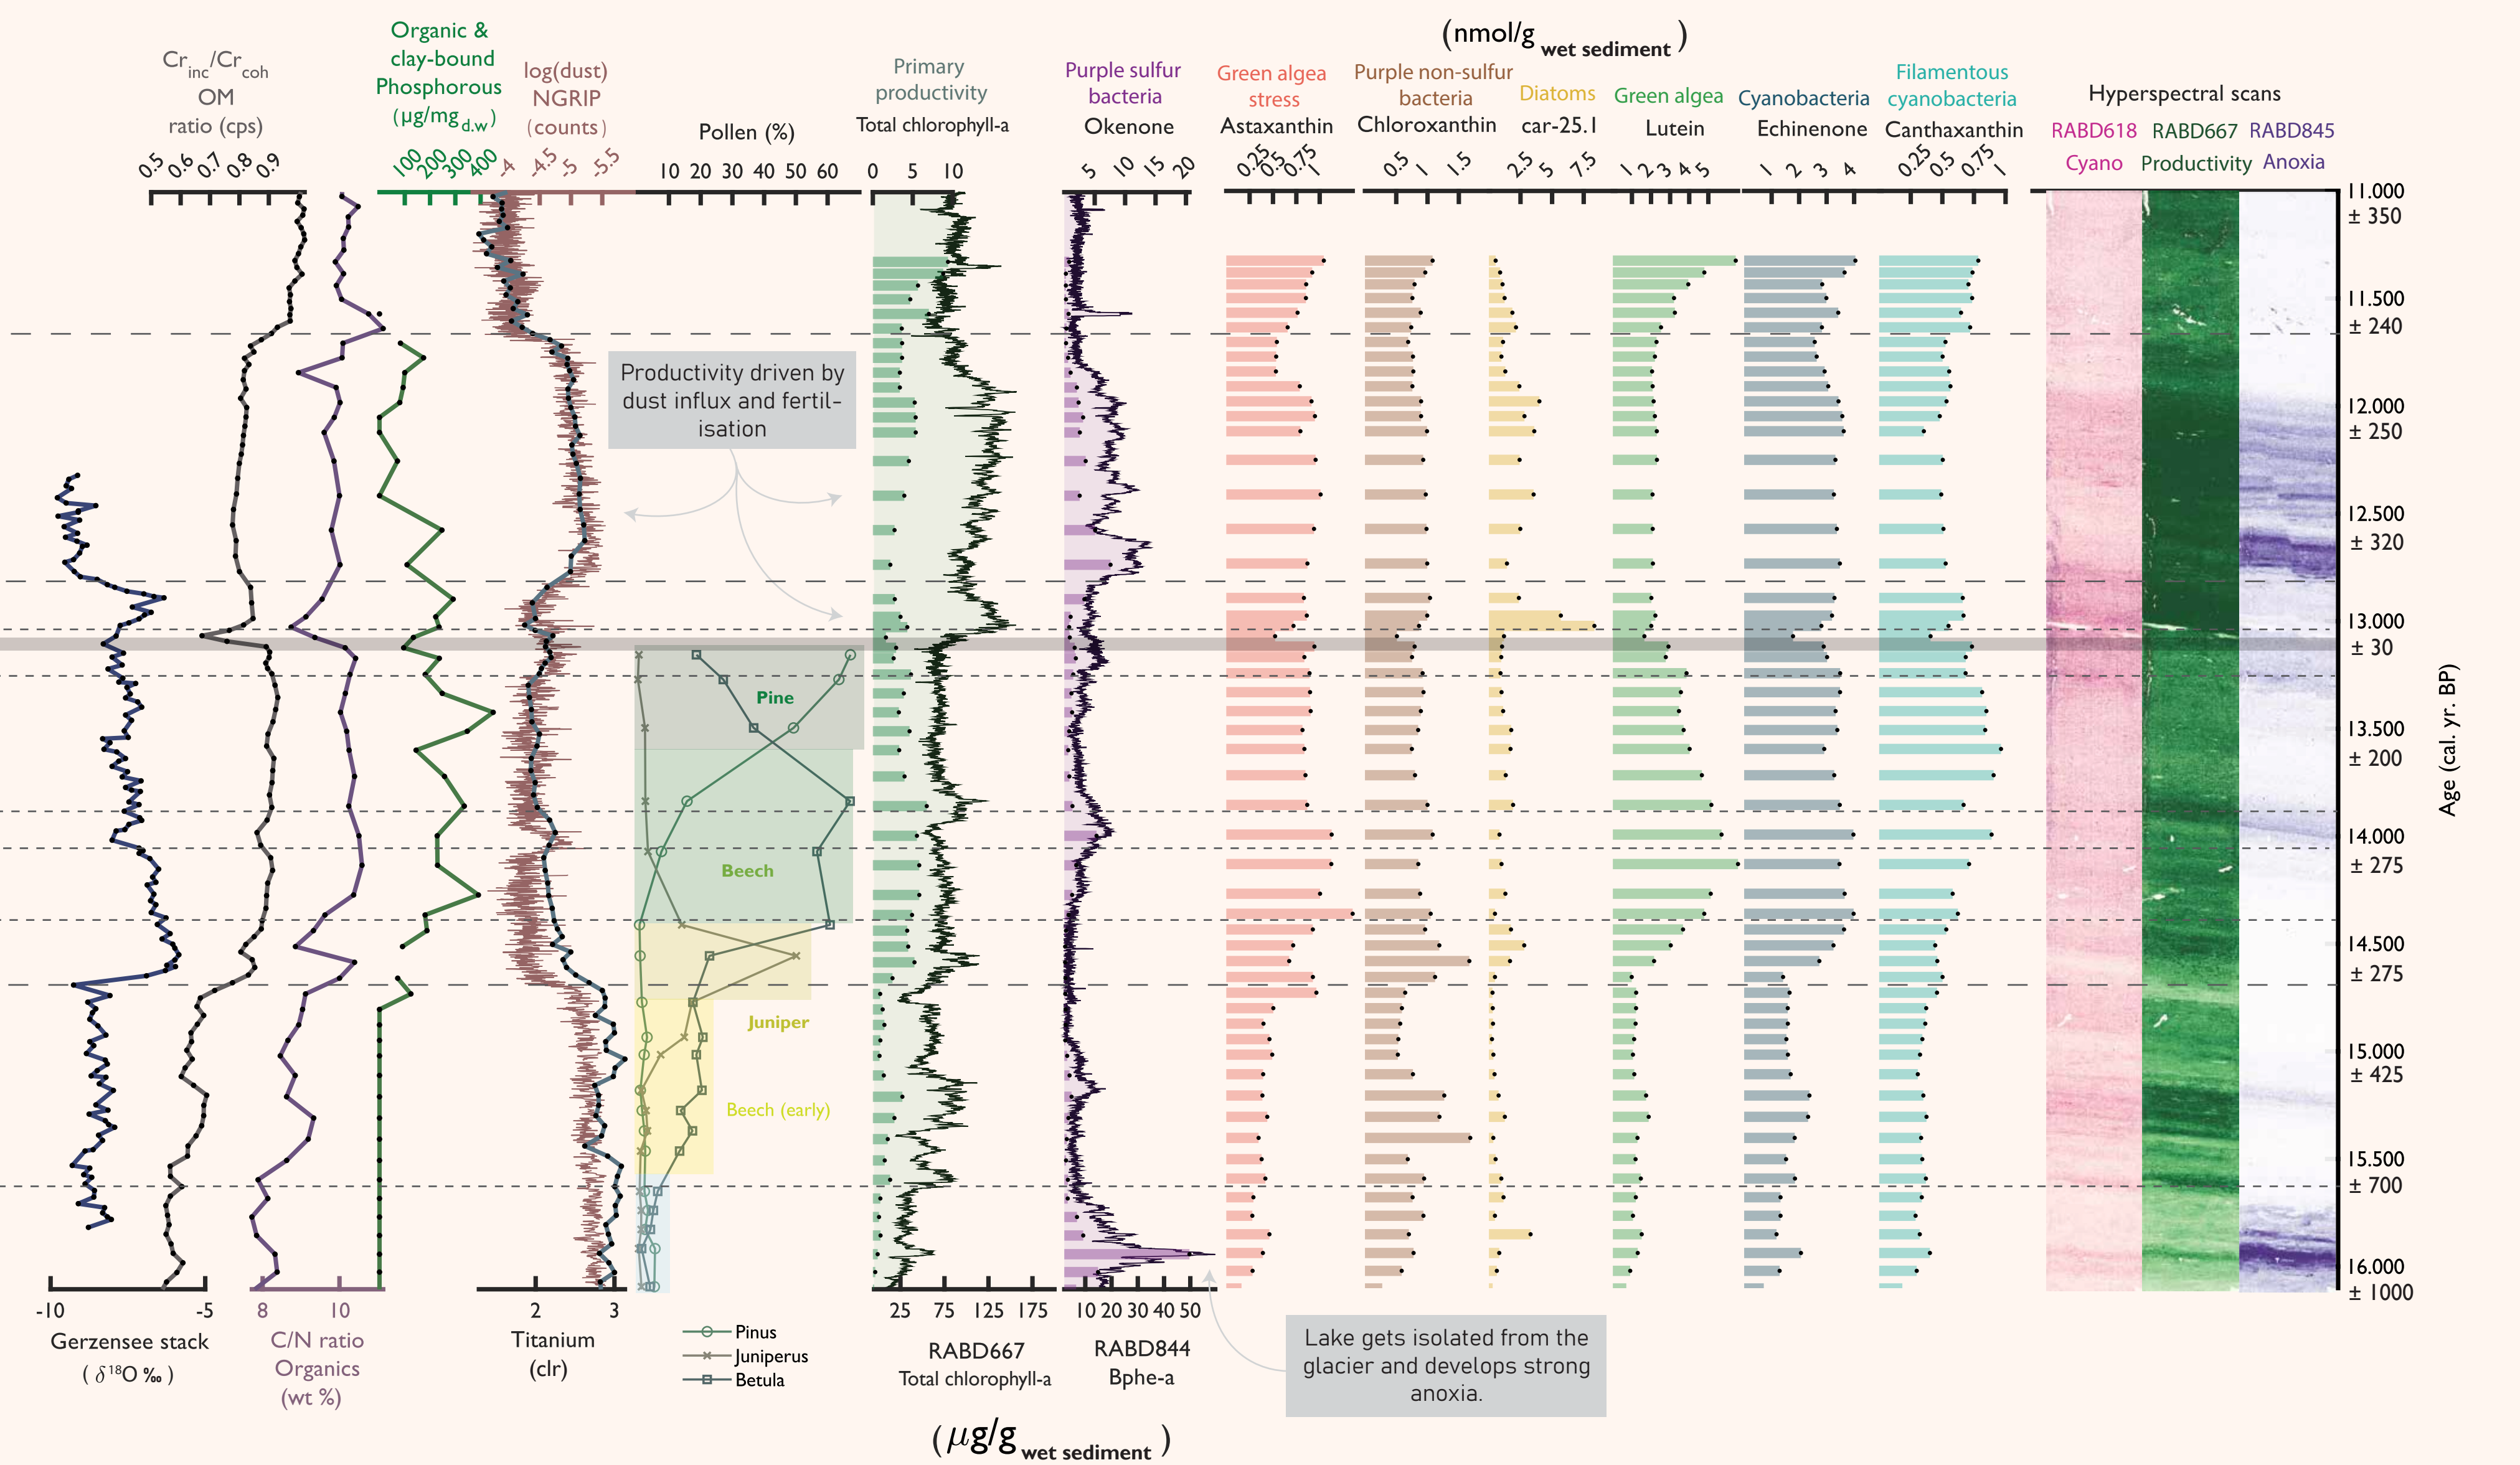 (nmol/g wet sediment)
Cr inc/Cr coh
OM
ratio (cps)
0.5 0.6 0.7 0.8 0.9
Organic &
clay-bound
Phosphorous
(µg/mg d.w)
100 200 300 400
log(dust)
NGRIP
(counts)
-4 -4.5 -5 -5.5
Pollen (%)
10 20 30 40 50 60
Primary
productivity
Total chlorophyll-a
0 5 10
Purple sulfur
bacteria
Okenone
5 10 15 20
Green algea
stress
Astaxanthin
0.25 0.5 0.75 1
Purple non-sulfur
bacteria
Chloroxanthin
0.5 1 1.5
Diatoms
car-25.1
2.5 5 7.5
Green algea
Lutein
1 2 3 4 5
Cyanobacteria
Echinenone
1 2 3 4
Filamentous
cyanobacteria
Canthaxanthin
0.25 0.5 0.75 1
Hyperspectral scans
RABD618 RABD667 RABD845
Cyano Productivity Anoxia
11.000
± 350
11.500
± 240
12.000
± 250
12.500
± 320
13.000
± 30
13.500
± 200
14.000
± 275
14.500
± 275
15.000
± 425
15.500
± 700
16.000
± 1000
Age (cal. yr. BP)
Productivity driven by
dust influx and fertil-
isation
Pine
Beech
Juniper
Beech (early)
-10 -5
Gerzensee stack
( δ18O ‰ )
8 10
C/N ratio
Organics
(wt %)
2 3
Titanium
(clr)
Pinus
Juniperus
Betula
25 75 125 175
RABD667
Total chlorophyll-a
10 20 30 40 50
RABD844
Bphe-a
Lake gets isolated from the
glacier and develops strong
anoxia.
(µg/g wet sediment)